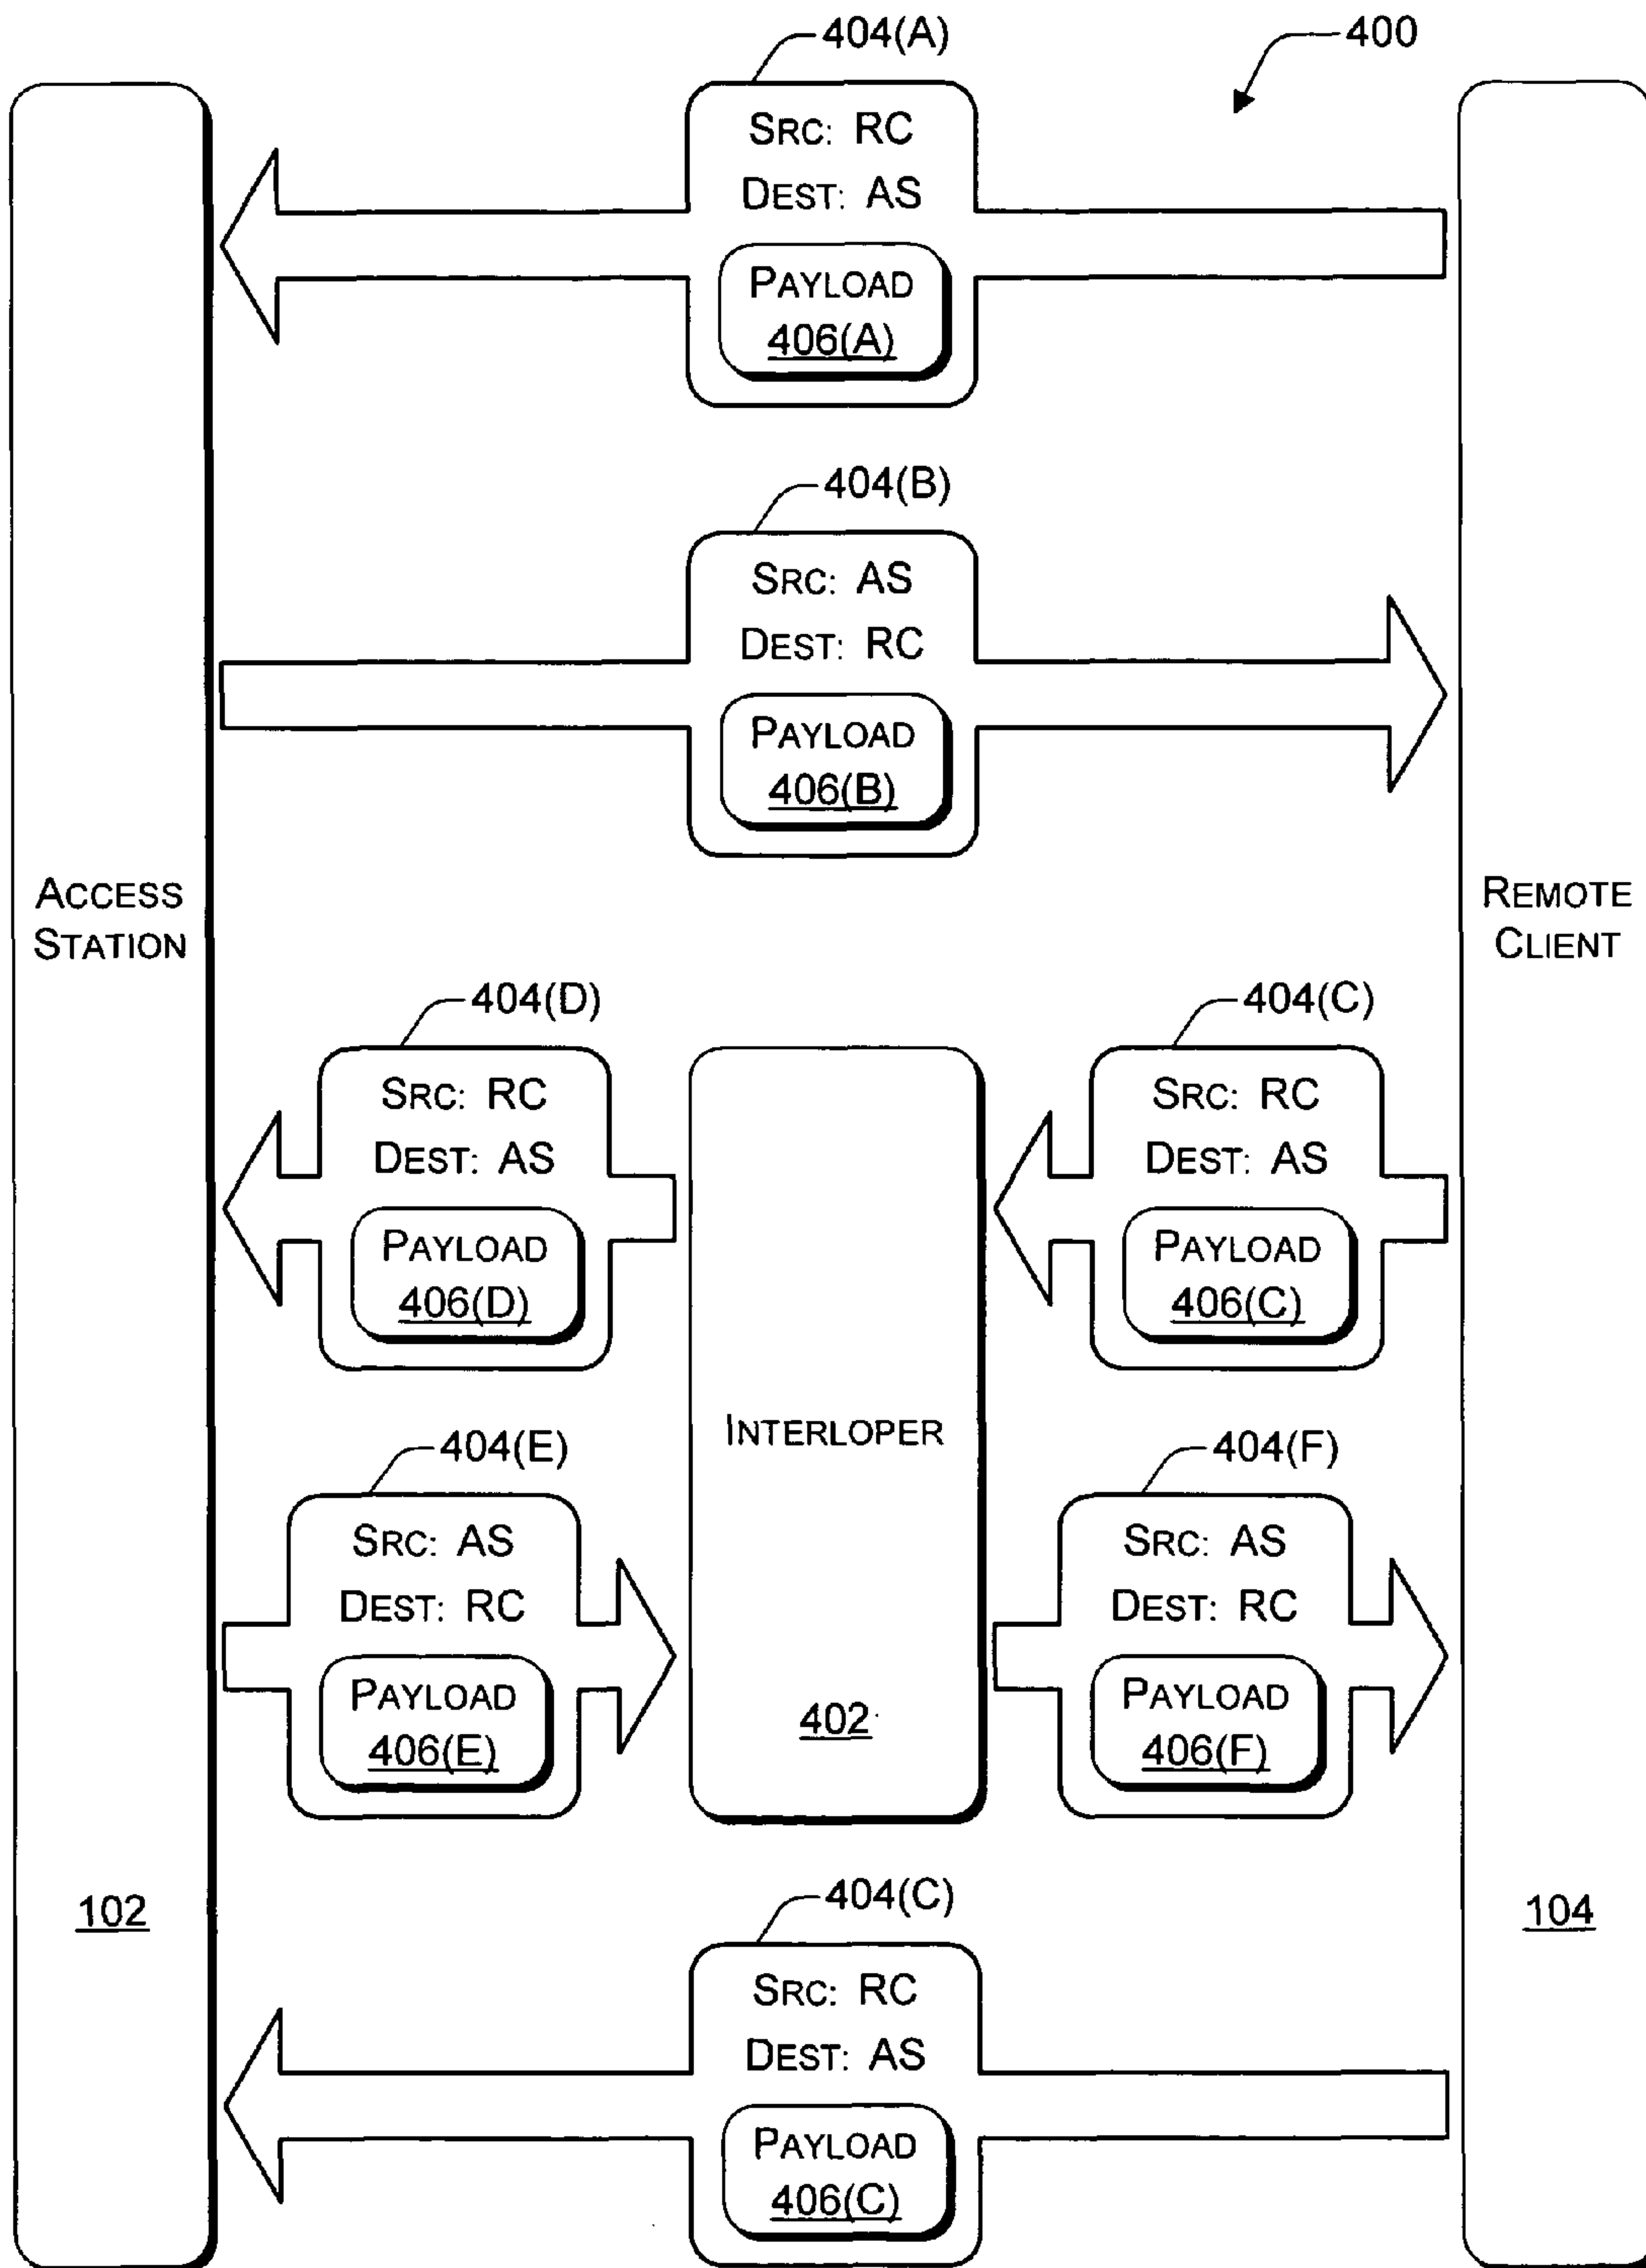 404(A)
400
SRC: RC
DEST: AS
PAYLOAD
406(A)
404(B)
SRC: AS
DEST: RC
PAYLOAD
406(B)
ACCESS
STATION
REMOTE
CLIENT
404(D)
404(C)
SRC: RC
DEST: AS
PAYLOAD
406(D)
SRC: RC
DEST: AS
PAYLOAD
406(C)
INTERLOPER
404(E)
404(F)
SRC: AS
DEST: RC
PAYLOAD
406(E)
402
SRC: AS
DEST: RC
PAYLOAD
406(F)
102
404(C)
104
SRC: RC
DEST: AS
PAYLOAD
406(C)